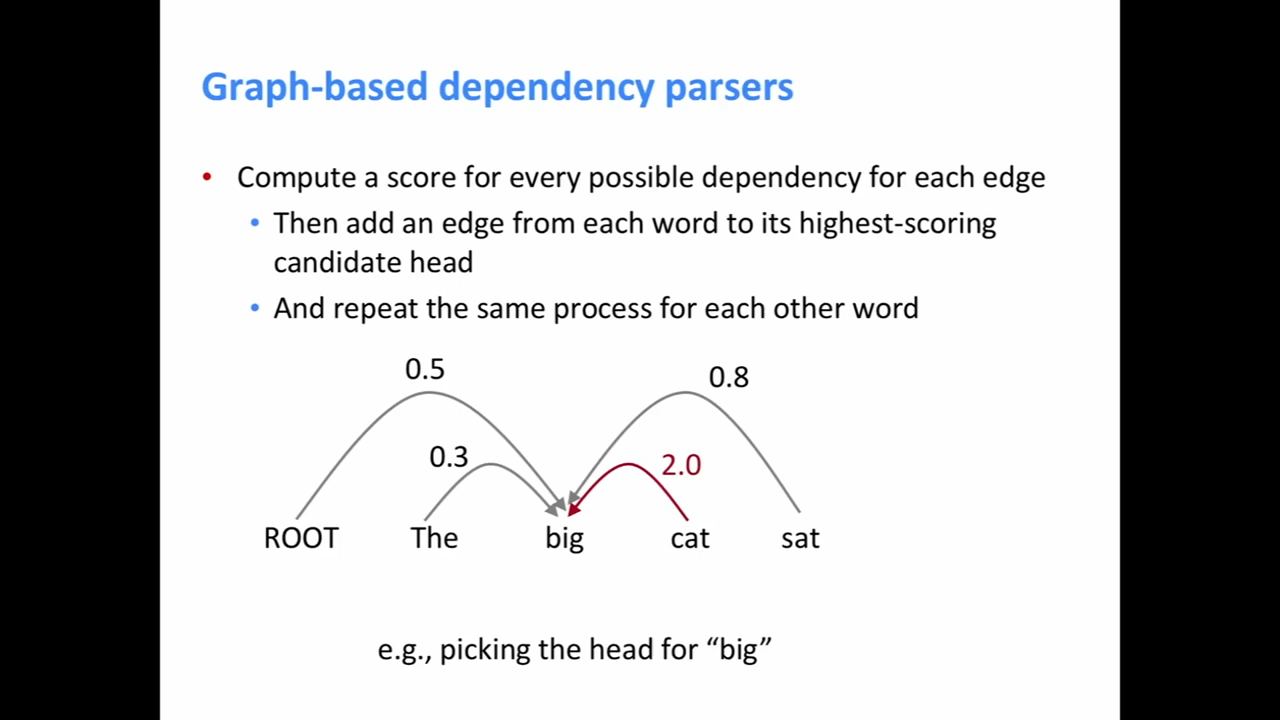 Graph-based dependency parsers
• Compute a score for every possible dependency for each edge
• Then add an edge from each word to its highest-scoring
candidate head
• And repeat the same process for each other word
0.5
0.8
0.3
2.0
ROOT The big cat sat
e.g., picking the head for “big”